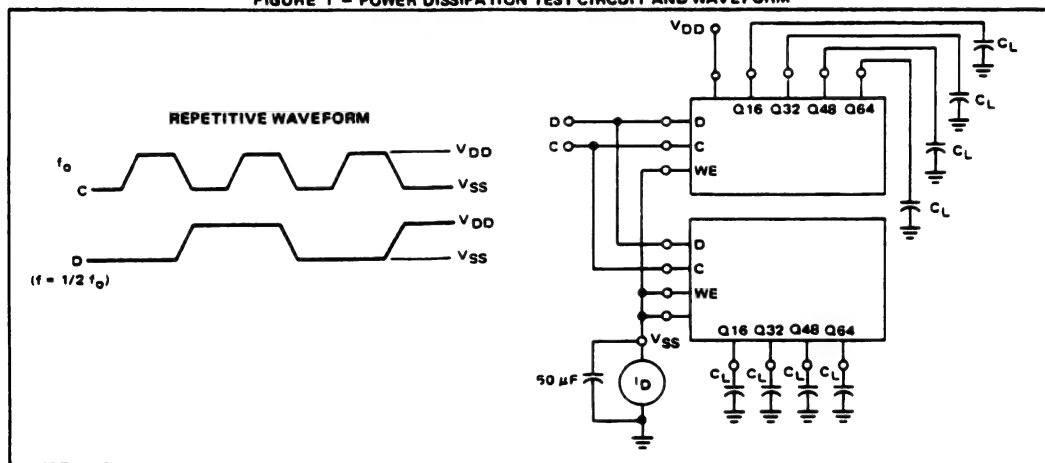 FIGURE 1 – POWER DISSIPATION TEST CIRCUIT AND WAVEFORM
REPETITIVE WAVEFORM
fo
C
VDD
VSS
D
(f = 1/2 fo)
VDD
VSS
VDD
CL
CL
CL
CL
Q16 Q32 Q48 Q64
D
C
D
C
WE
D
C
WE
Q16 Q32 Q48 Q64
VSS
50 μF
ID
CL CL CL CL